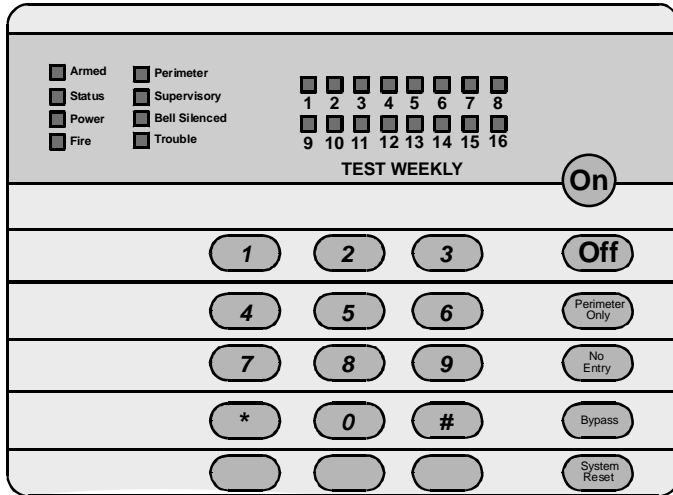 Armed Perimeter
Status Supervisory
Power Bell Silenced
Fire Trouble
1 2 3 4 5 6 7 8
9 10 11 12 13 14 15 16
TEST WEEKLY
On
1 2 3 Off
4 5 6 Perimeter
Only
7 8 9 No
Entry
* 0 # Bypass
System
Reset